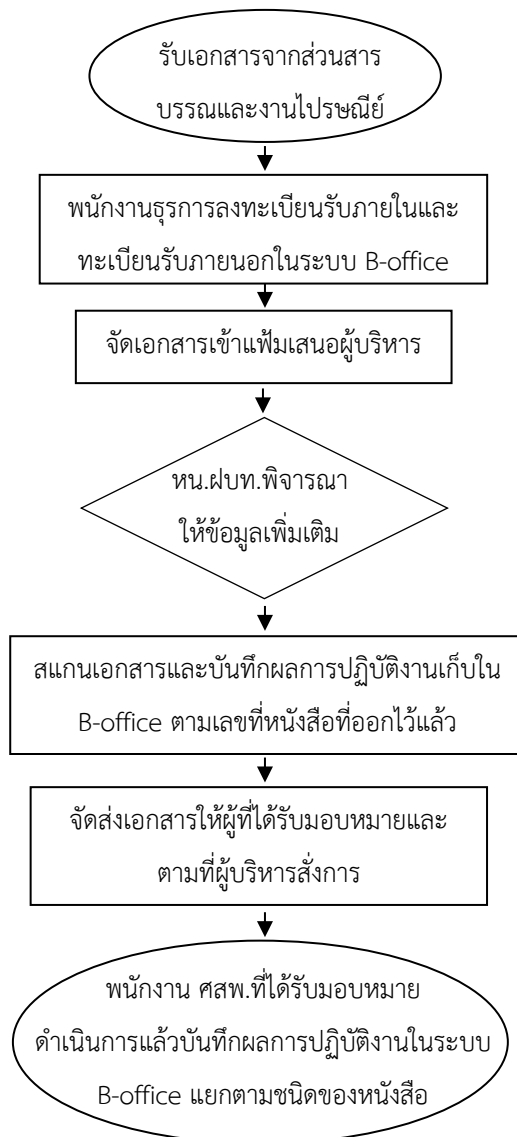 รับเอกสารจากส่วนสาร
บรรณและงานไปรษณีย์
พนักงานธุรการลงทะเบียนรับภายในและ
ทะเบียนรับภายนอกในระบบ B-office
จัดเอกสารเข้าแฟ้มเสนอผู้บริหาร
หน.ฝบท.พิจารณา
ให้ข้อมูลเพิ่มเติม
สแกนเอกสารและบันทึกผลการปฏิบัติงานเก็บใน
B-office ตามเลขที่หนังสือที่ออกไว้แล้ว
จัดส่งเอกสารให้ผู้ที่ได้รับมอบหมายและ
ตามที่ผู้บริหารสั่งการ
พนักงาน ศสพ.ที่ได้รับมอบหมาย
ดำเนินการแล้วบันทึกผลการปฏิบัติงานในระบบ
B-office แยกตามชนิดของหนังสือ